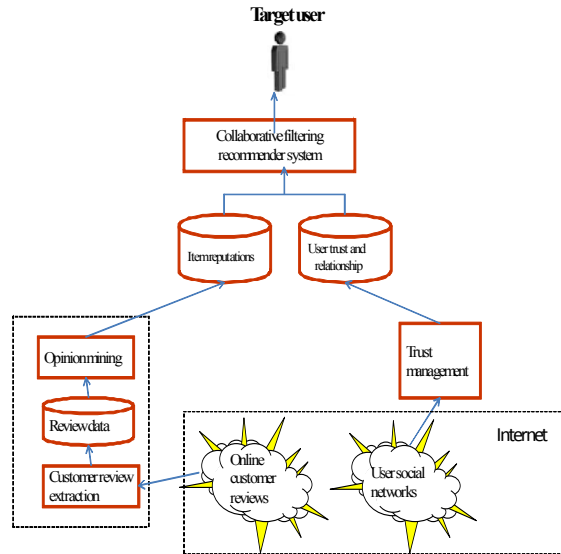 Target user
Collaborative filtering
recommender system
Item reputations
User trust and
relationship
Opinion mining
Trust
management
Review data
Internet
Online
customer
reviews
User social
networks
Customer review
extraction